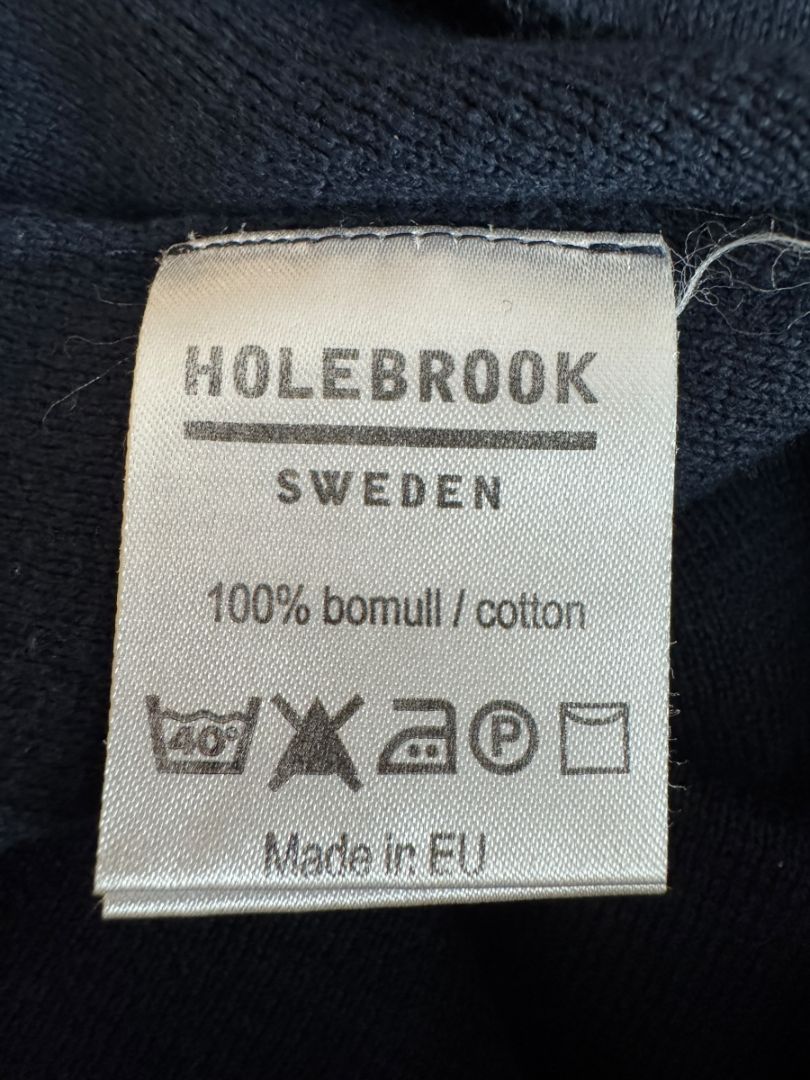 HOLEBROOK
SWEDEN
100% bomull / cotton
40° P
Made in EU